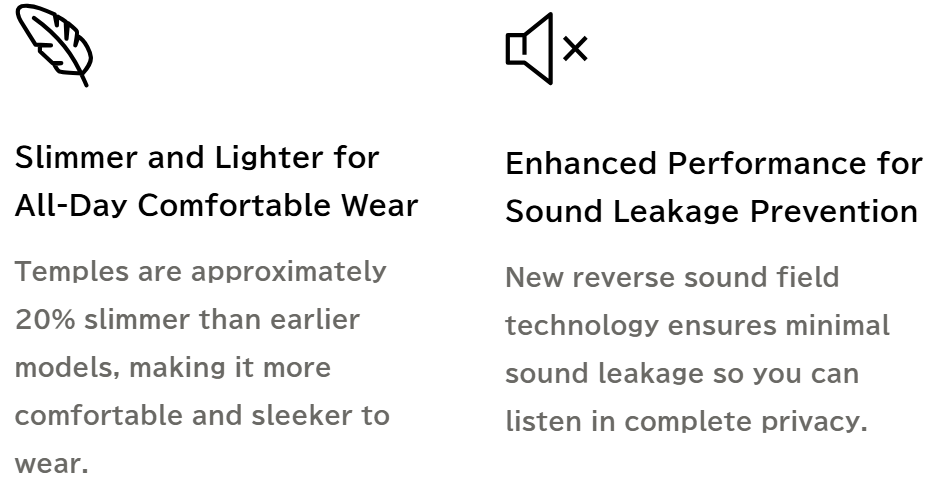 Slimmer and Lighter for
All-Day Comfortable Wear
Temples are approximately
20% slimmer than earlier
models, making it more
comfortable and sleeker to
wear.
Enhanced Performance for
Sound Leakage Prevention
New reverse sound field
technology ensures minimal
sound leakage so you can
listen in complete privacy.